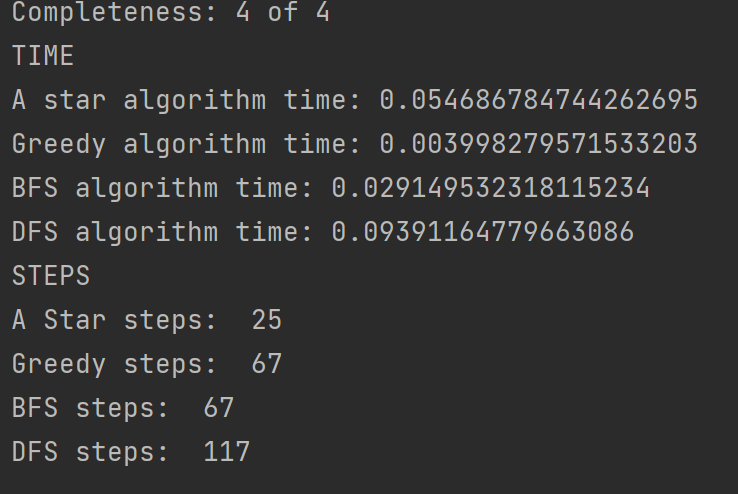 Completeness: 4 of 4
TIME
A star algorithm time: 0.054686784744262695
Greedy algorithm time: 0.003998279571533203
BFS algorithm time: 0.029149532318115234
DFS algorithm time: 0.09391164779663086
STEPS
A Star steps:  25
Greedy steps:  67
BFS steps:  67
DFS steps:  117